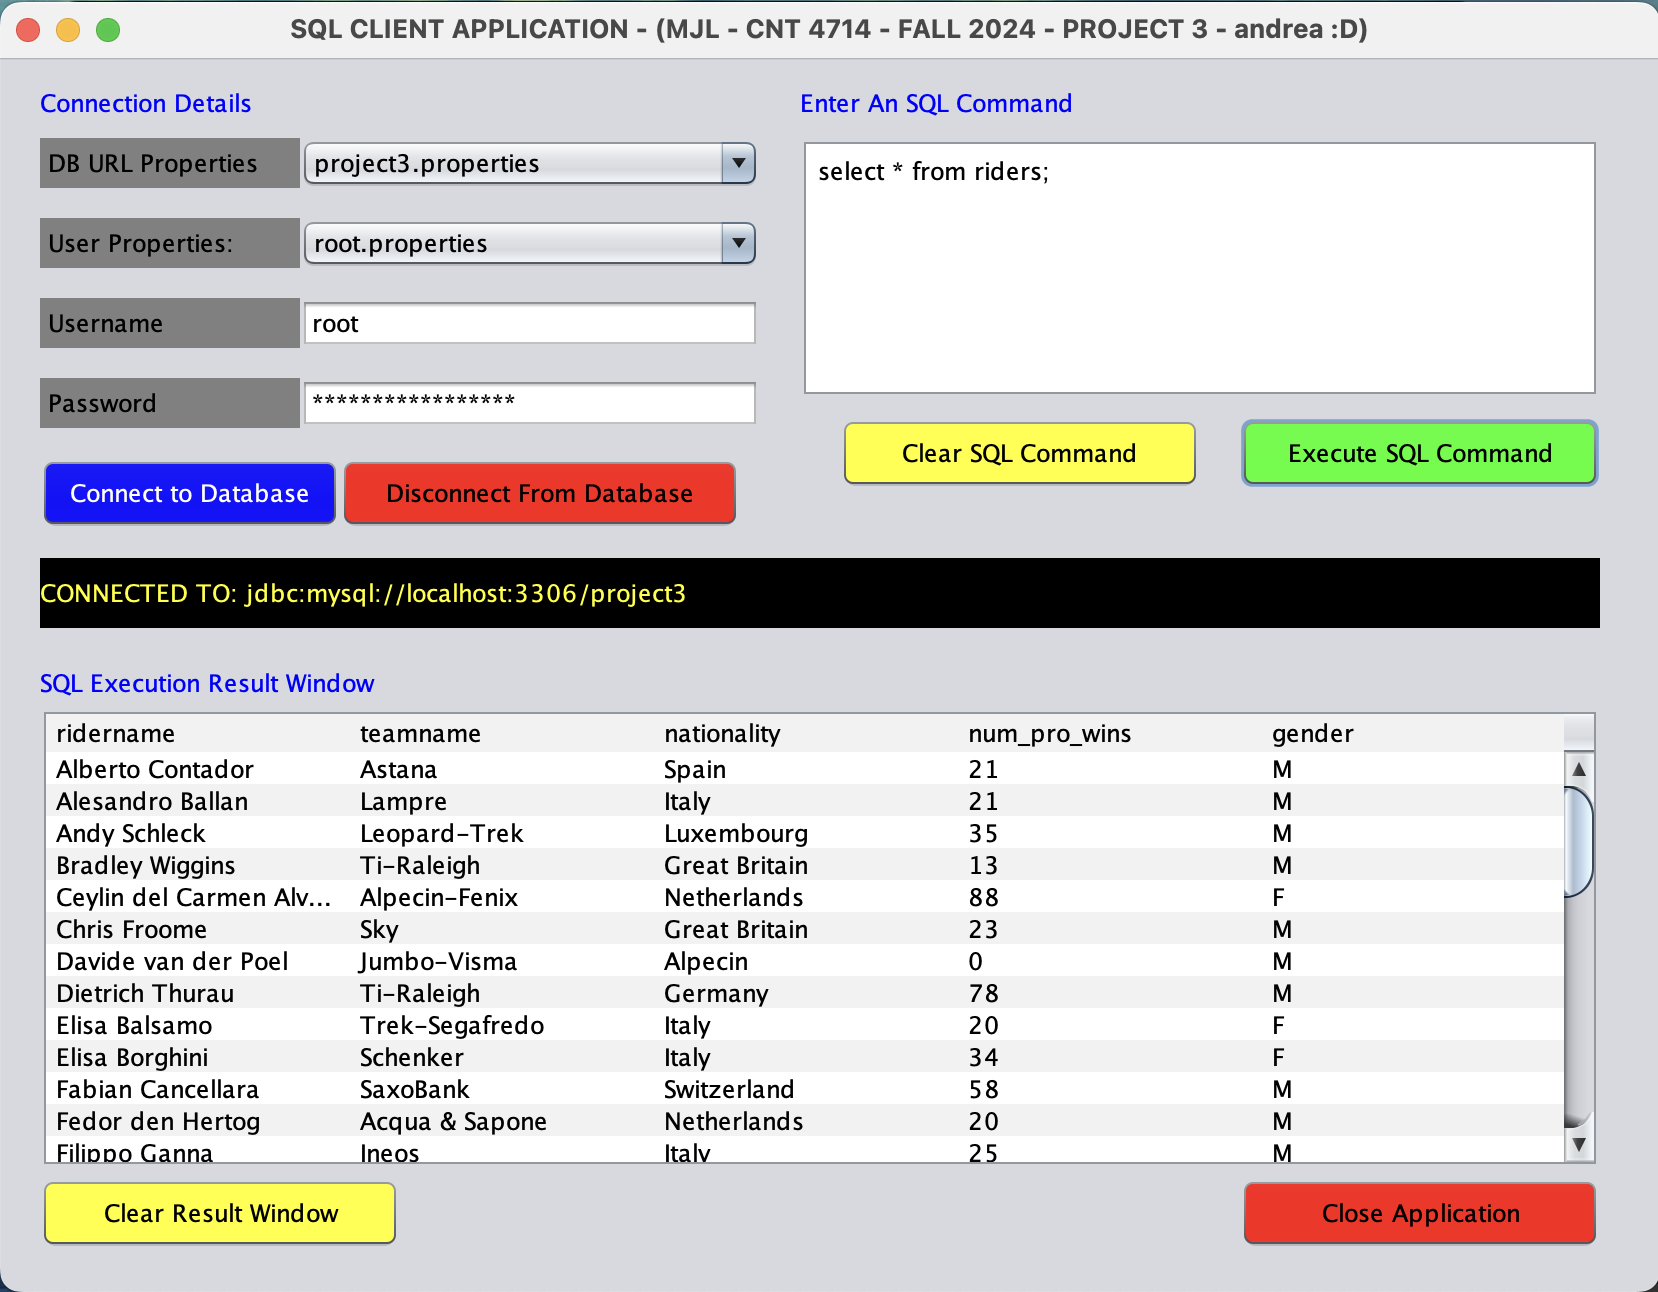 SQL CLIENT APPLICATION - (MJL - CNT 4714 - FALL 2024 - PROJECT 3 - andrea :D)
Connection Details
DB URL Properties project3.properties
User Properties: root.properties
Username root
Password *****************
Connect to Database Disconnect From Database
Enter An SQL Command
select * from riders;
Clear SQL Command Execute SQL Command
CONNECTED TO: jdbc:mysql://localhost:3306/project3
SQL Execution Result Window
ridername teamname nationality num_pro_wins gender
Alberto Contador Astana Spain 21 M
Alesandro Ballan Lampre Italy 21 M
Andy Schleck Leopard-Trek Luxembourg 35 M
Bradley Wiggins Ti-Raleigh Great Britain 13 M
Ceylin del Carmen Alv... Alpecin-Fenix Netherlands 88 F
Chris Froome Sky Great Britain 23 M
Davide van der Poel Jumbo-Visma Alpecin 0 M
Dietrich Thurau Ti-Raleigh Germany 78 M
Elisa Balsamo Trek-Segafredo Italy 20 F
Elisa Borghini Schenker Italy 34 F
Fabian Cancellara SaxoBank Switzerland 58 M
Fedor den Hertog Acqua & Sapone Netherlands 20 M
Filippo Ganna Ineos Italy 25 M
Clear Result Window Close Application